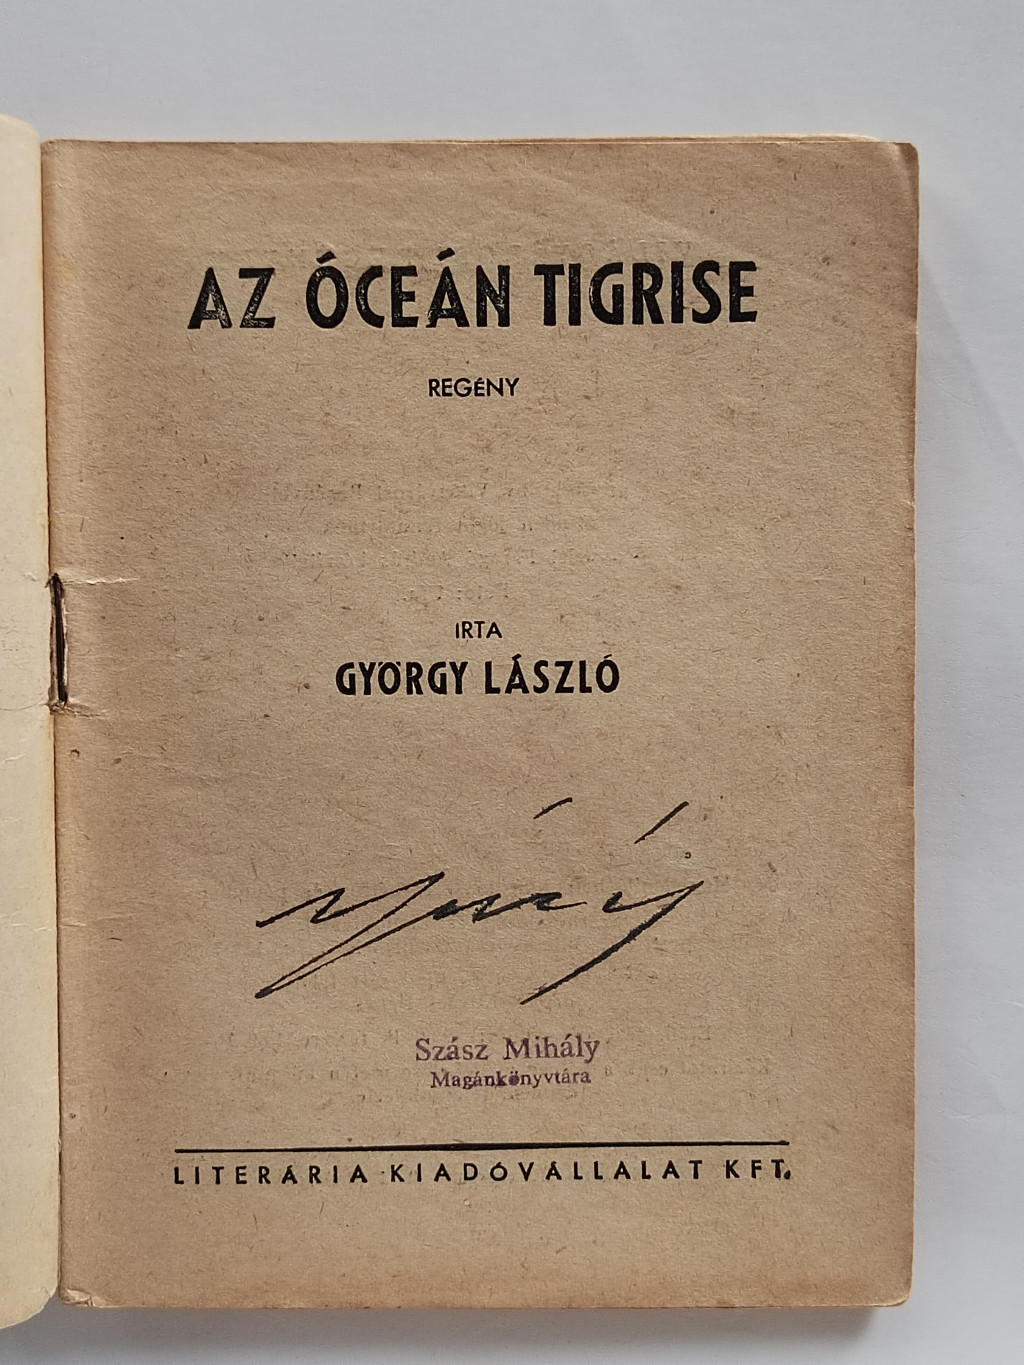 AZ ÓCEÁN TIGRISE
REGÉNY
IRTA
GYÖRGY LÁSZLÓ
Szász Mihály
Magánkönyvtára
LITERÁRIA KIADÓVÁLLALAT KFT.